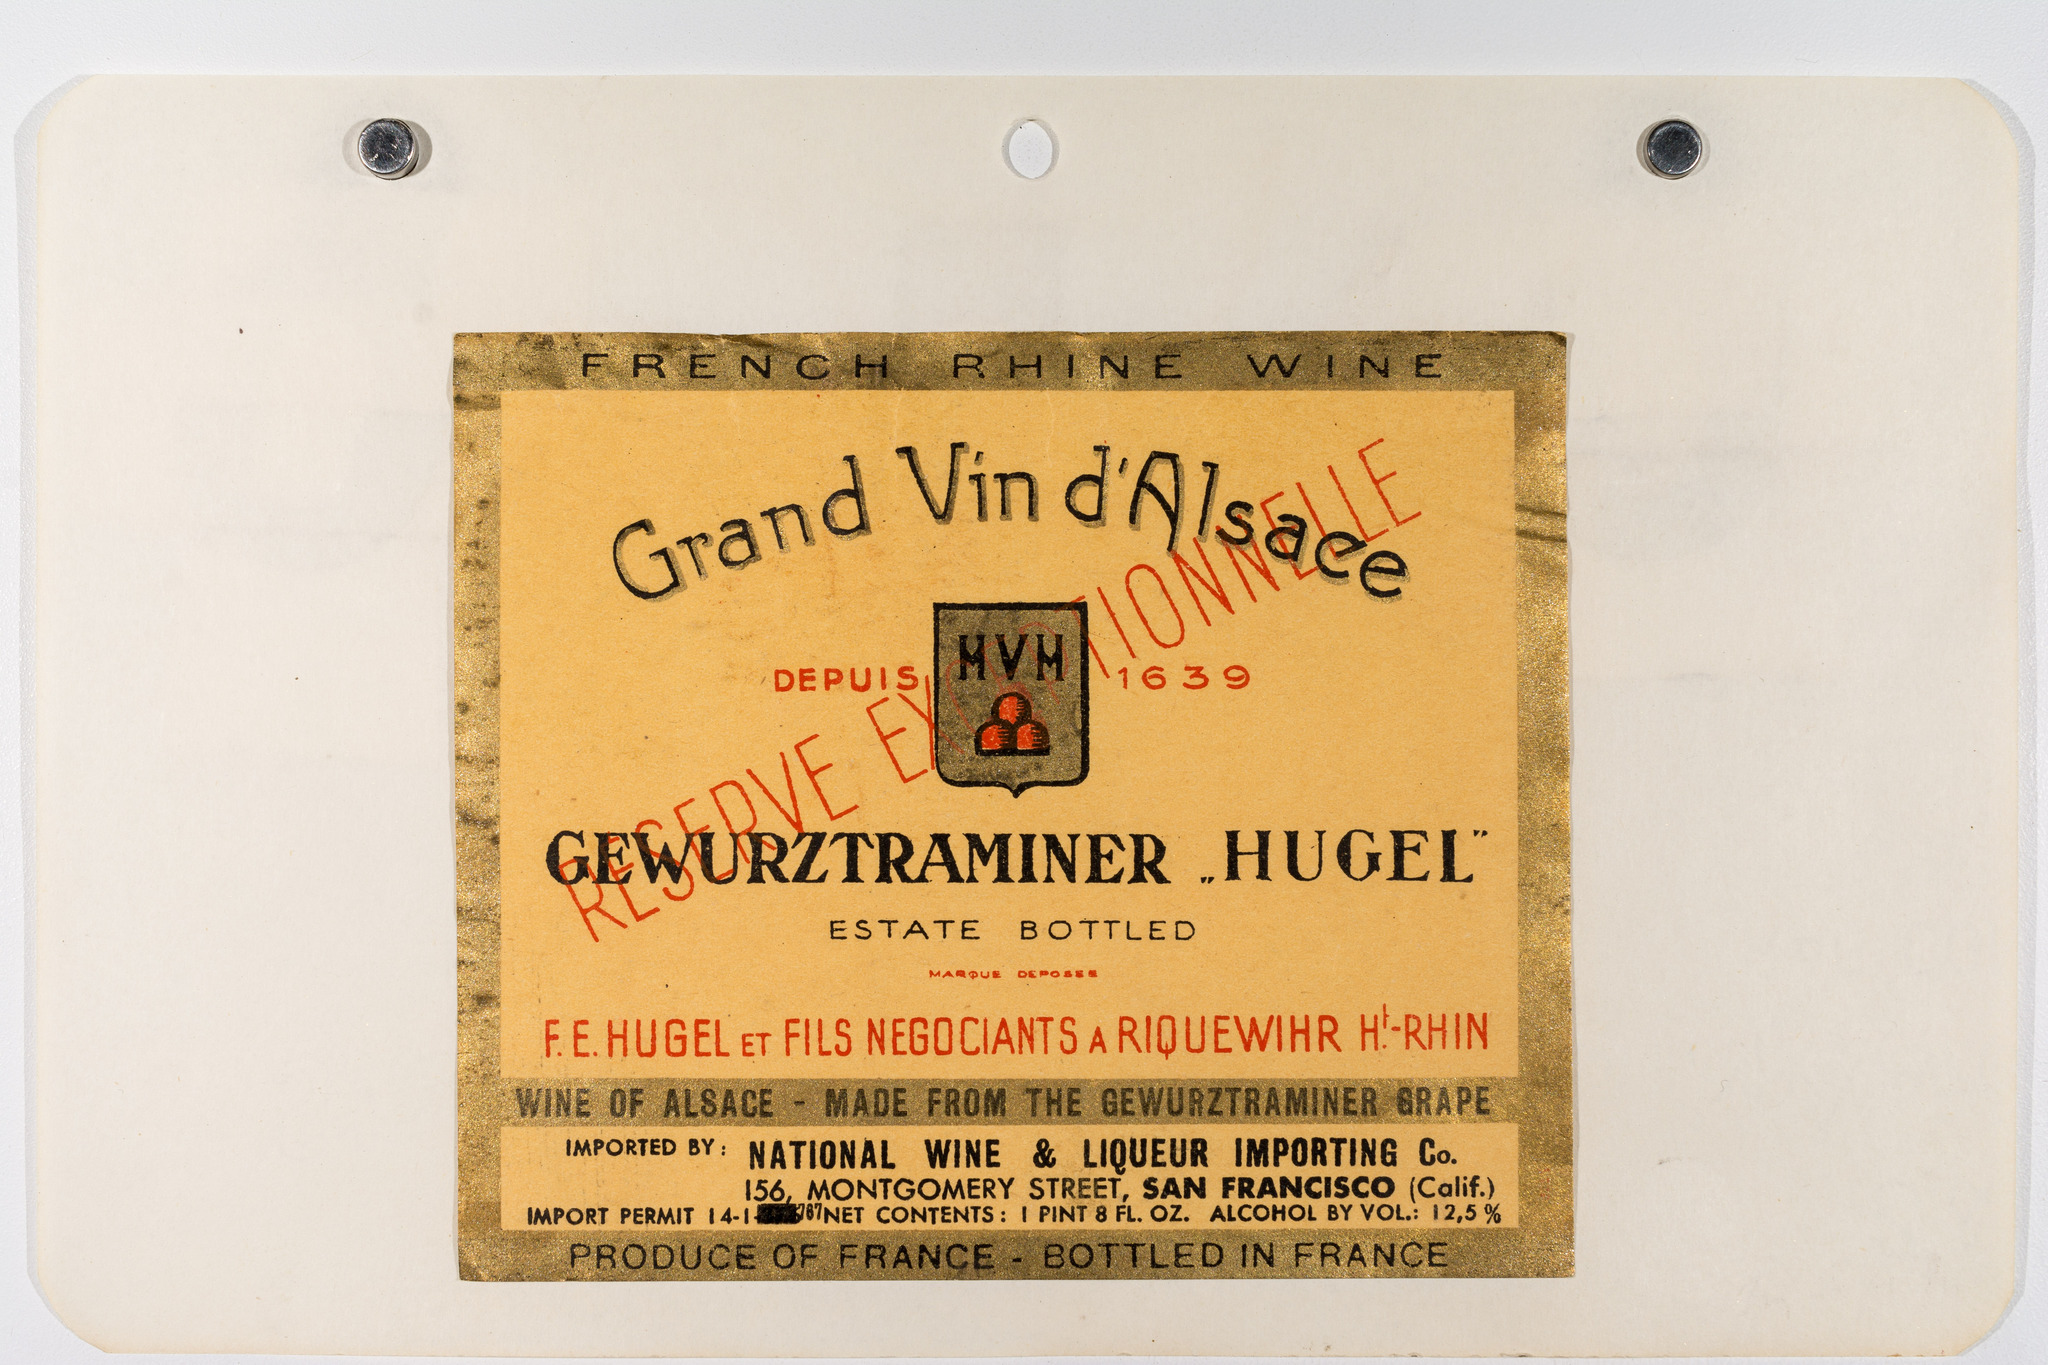 FRENCH RHINE WINE
Grand Vin d'Alsace
RESERVE EXCEPTIONNELLE
HVH
DEPUIS 1639
GEWURZTRAMINER „HUGEL"
ESTATE BOTTLED
MARQUE DEPOSEE
F. E. HUGEL ET FILS NEGOCIANTS A RIQUEWIHR Ht.-RHIN
WINE OF ALSACE - MADE FROM THE GEWURZTRAMINER GRAPE
IMPORTED BY: NATIONAL WINE & LIQUEUR IMPORTING Co.
156, MONTGOMERY STREET, SAN FRANCISCO (Calif.)
IMPORT PERMIT 14-1 787 NET CONTENTS: 1 PINT 8 FL. OZ. ALCOHOL BY VOL.: 12,5 %
PRODUCE OF FRANCE - BOTTLED IN FRANCE